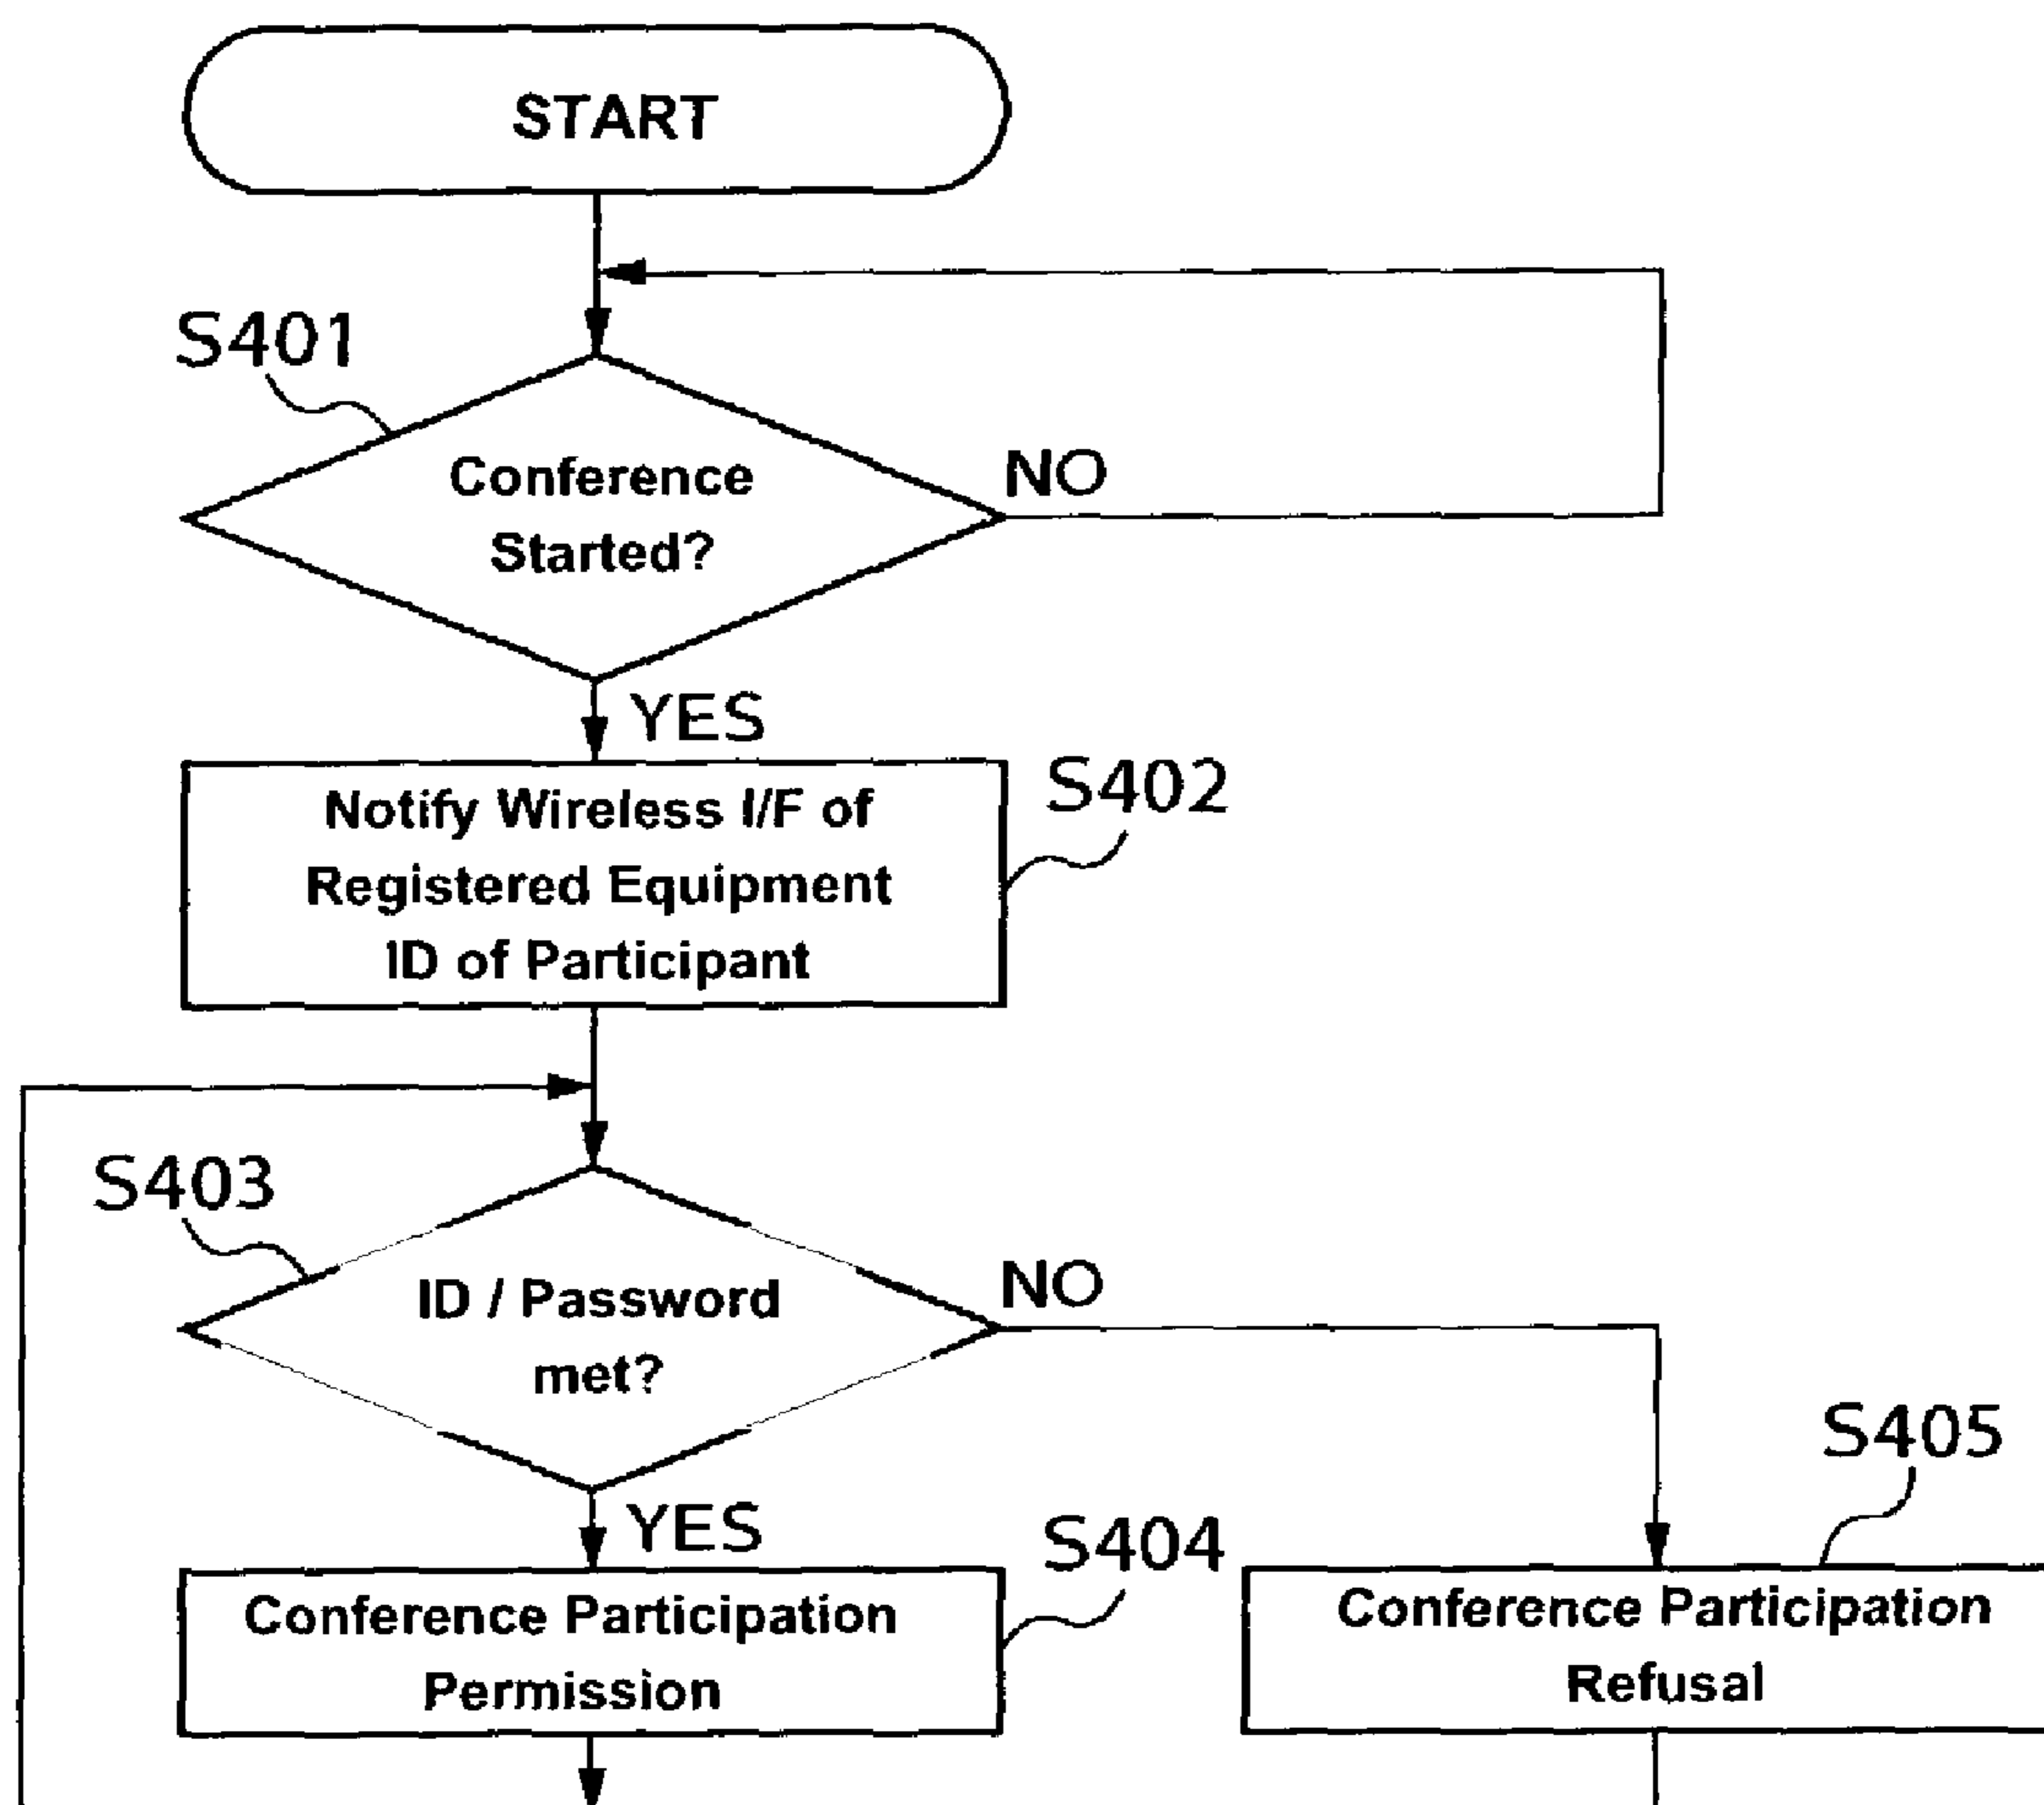 START
S401
Conference
Started?
NO
YES
S402
Notify Wireless I/F of
Registered Equipment
ID of Participant
S403
ID / Password
met?
NO
YES
S404
Conference Participation
Permission
S405
Conference Participation
Refusal